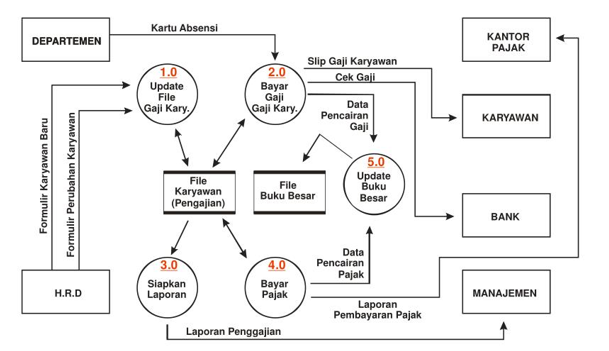 Kartu Absensi
DEPARTEMEN
KANTOR
PAJAK
Slip Gaji Karyawan
Cek Gaji
1.0
Update
File
Gaji Kary.
2.0
Bayar
Gaji
Gaji Kary.
Data
Pencairan
Gaji
KARYAWAN
Formulir Karyawan Baru
Formulir Perubahan Karyawan
File
Karyawan
(Pengajian)
File
Buku Besar
5.0
Update
Buku
Besar
BANK
3.0
Siapkan
Laporan
4.0
Bayar
Pajak
Data
Pencairan
Pajak
H.R.D
MANAJEMEN
Laporan
Pembayaran Pajak
Laporan Penggajian